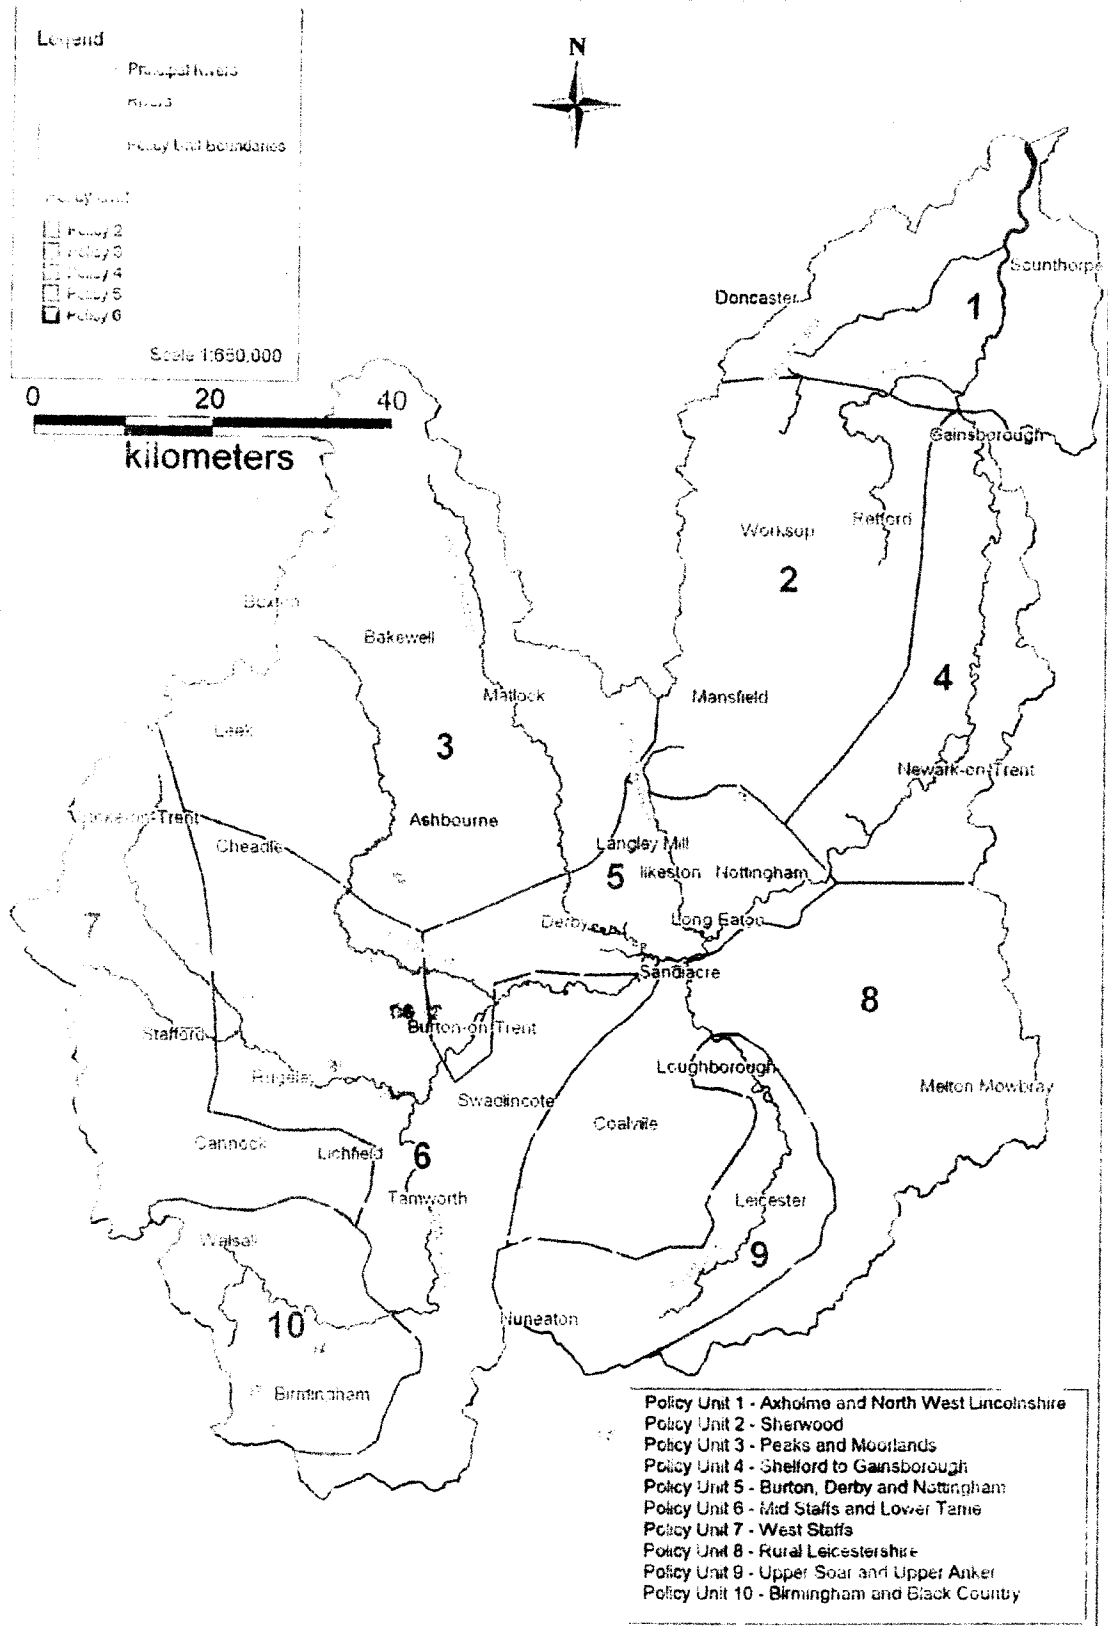 Legend
Principal Rivers
Rivers
Policy Unit Boundaries
Policy Unit
Policy 2
Policy 3
Policy 4
Policy 5
Policy 6
Scale 1:650,000
0 20 40
kilometers
N
Scunthorpe
Doncaster
1
Gainsborough
Worksop
Retford
2
Buxton
Bakewell
Matlock
Mansfield
4
Leek
3
Newark-on-Trent
Stoke-on-Trent
Cheadle
Ashbourne
Langley Mill
5
Ilkeston
Nottingham
7
Derby
Long Eaton
Sandiacre
8
Stafford
Burton-on-Trent
Rugeley
Loughborough
Melton Mowbray
Swadlincote
Coalville
Cannock
Lichfield
6
Tamworth
Leicester
Walsall
9
10
Nuneaton
Birmingham
Policy Unit 1 - Axholme and North West Lincolnshire
Policy Unit 2 - Sherwood
Policy Unit 3 - Peaks and Moorlands
Policy Unit 4 - Shelford to Gainsborough
Policy Unit 5 - Burton, Derby and Nottingham
Policy Unit 6 - Mid Staffs and Lower Tame
Policy Unit 7 - West Staffs
Policy Unit 8 - Rural Leicestershire
Policy Unit 9 - Upper Soar and Upper Anker
Policy Unit 10 - Birmingham and Black Country